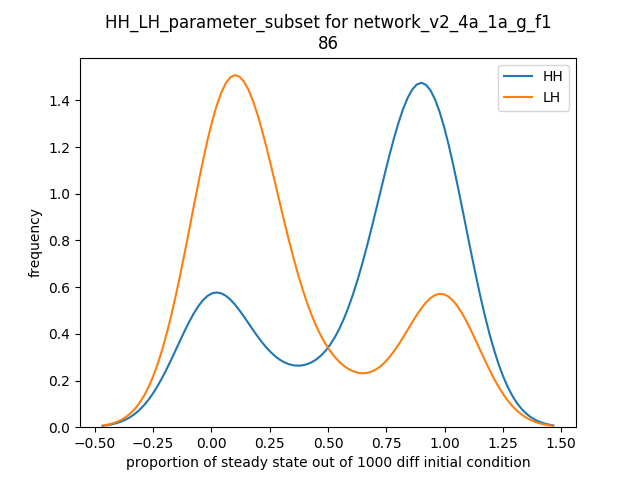 HH_LH_parameter_subset for network_v2_4a_1a_g_f1
86
HH
LH
frequency
1.4
1.2
1.0
0.8
0.6
0.4
0.2
0.0
−0.50 −0.25 0.00 0.25 0.50 0.75 1.00 1.25 1.50
proportion of steady state out of 1000 diff initial condition